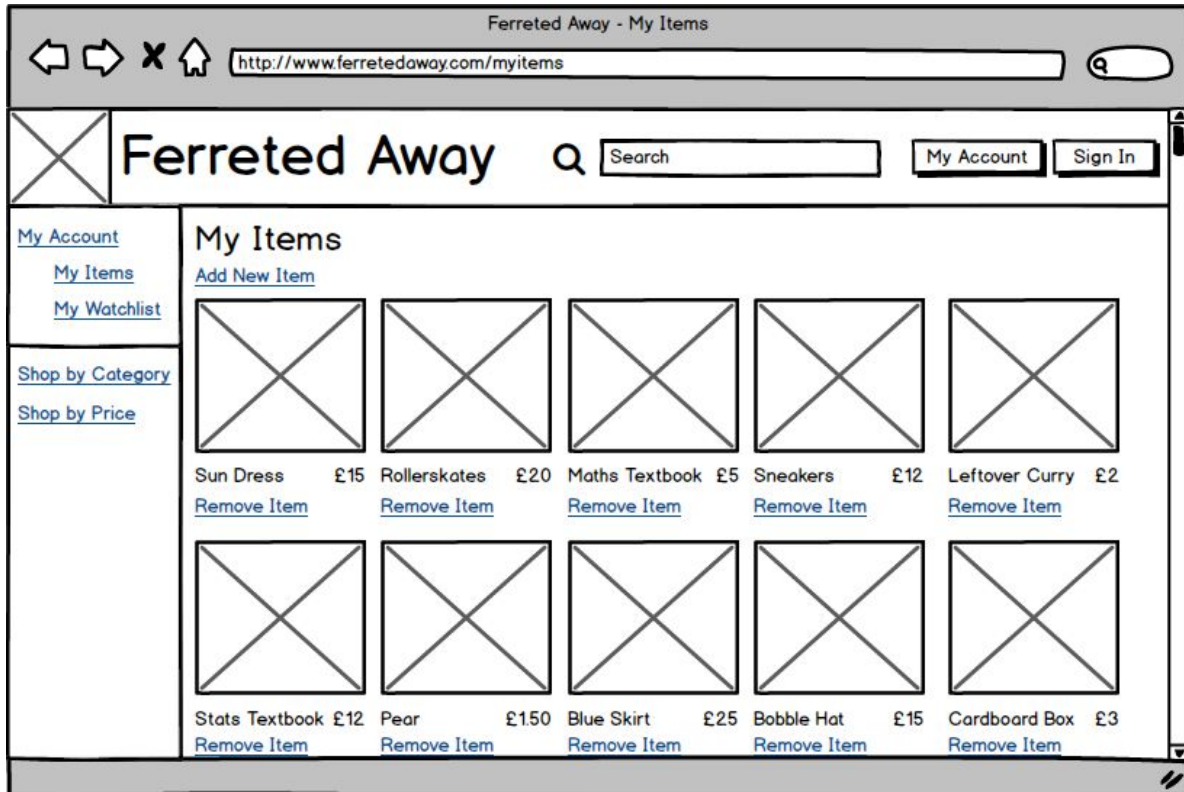 Ferreted Away - My Items
http://www.ferretedaway.com/myitems
Ferreted Away
Search
My Account
Sign In
My Account
My Items
My Watchlist
Shop by Category
Shop by Price
My Items
Add New Item
Sun Dress £15 Rollerskates £20 Maths Textbook £5 Sneakers £12 Leftover Curry £2
Remove Item Remove Item Remove Item Remove Item Remove Item
Stats Textbook £12 Pear £1.50 Blue Skirt £25 Bobble Hat £15 Cardboard Box £3
Remove Item Remove Item Remove Item Remove Item Remove Item